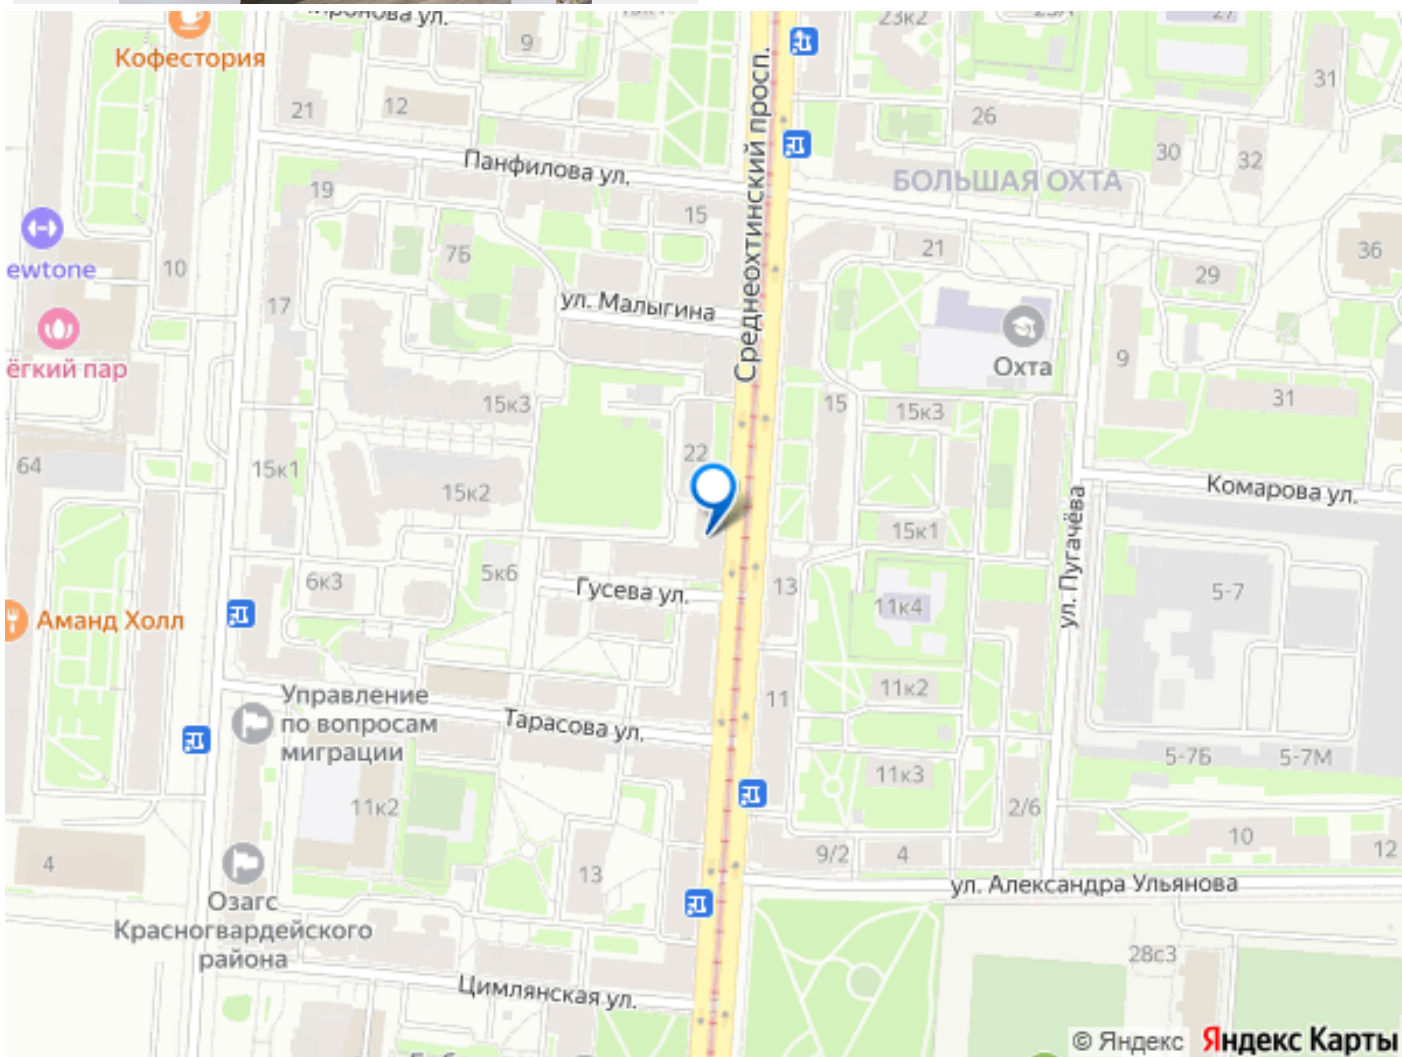 23к2
27
Кофестория
9
31
21
12
26
Среднеохтинский просп.
Панфилова ул.
30
32
БОЛЬШАЯ ОХТА
19
15
7Б
21
36
ewtone
10
29
17
ул. Малыгина
Охта
ёгкий пар
9
15к3
15
15к3
31
22
64
15к1
15к2
Комарова ул.
15к1
ул. Пугачёва
6к3
5к6
Гусева ул.
13
11к4
5-7
Аманд Холл
Управление
по вопросам
миграции
11к2
11
Тарасова ул.
5-7Б
5-7М
11к3
11к2
2/6
10
12
4
9/2
4
13
ул. Александра Ульянова
Озагс
Красногвардейского
района
28с3
Цимлянская ул.
© Яндекс Яндекс Карты